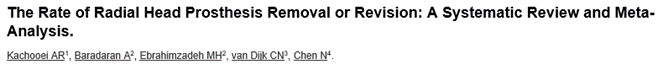 The Rate of Radial Head Prosthesis Removal or Revision: A Systematic Review and Meta-
Analysis.
Kachooei AR¹, Baradaran A², Ebrahimzadeh MH², van Dijk CN³, Chen N⁴.